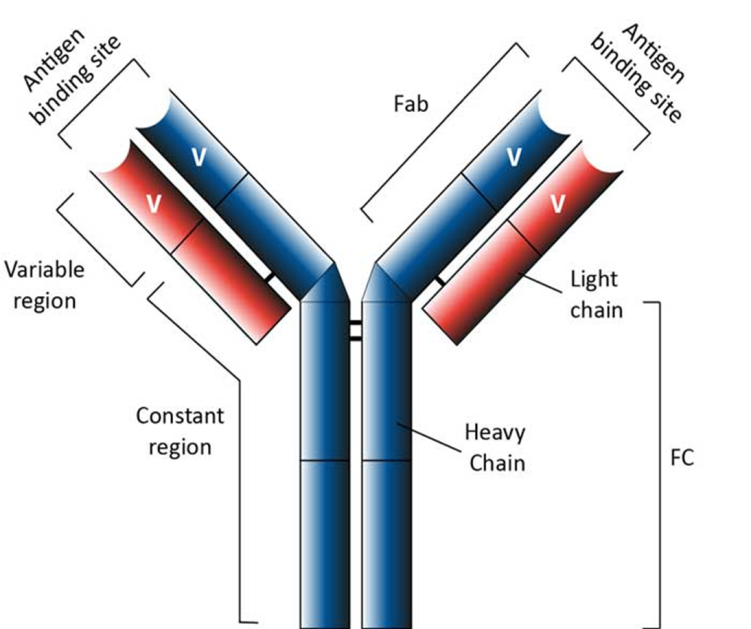 Antigen
binding site
Fab
Antigen
binding site
V
V
V
V
Variable
region
Light
chain
Constant
region
Heavy
Chain
FC